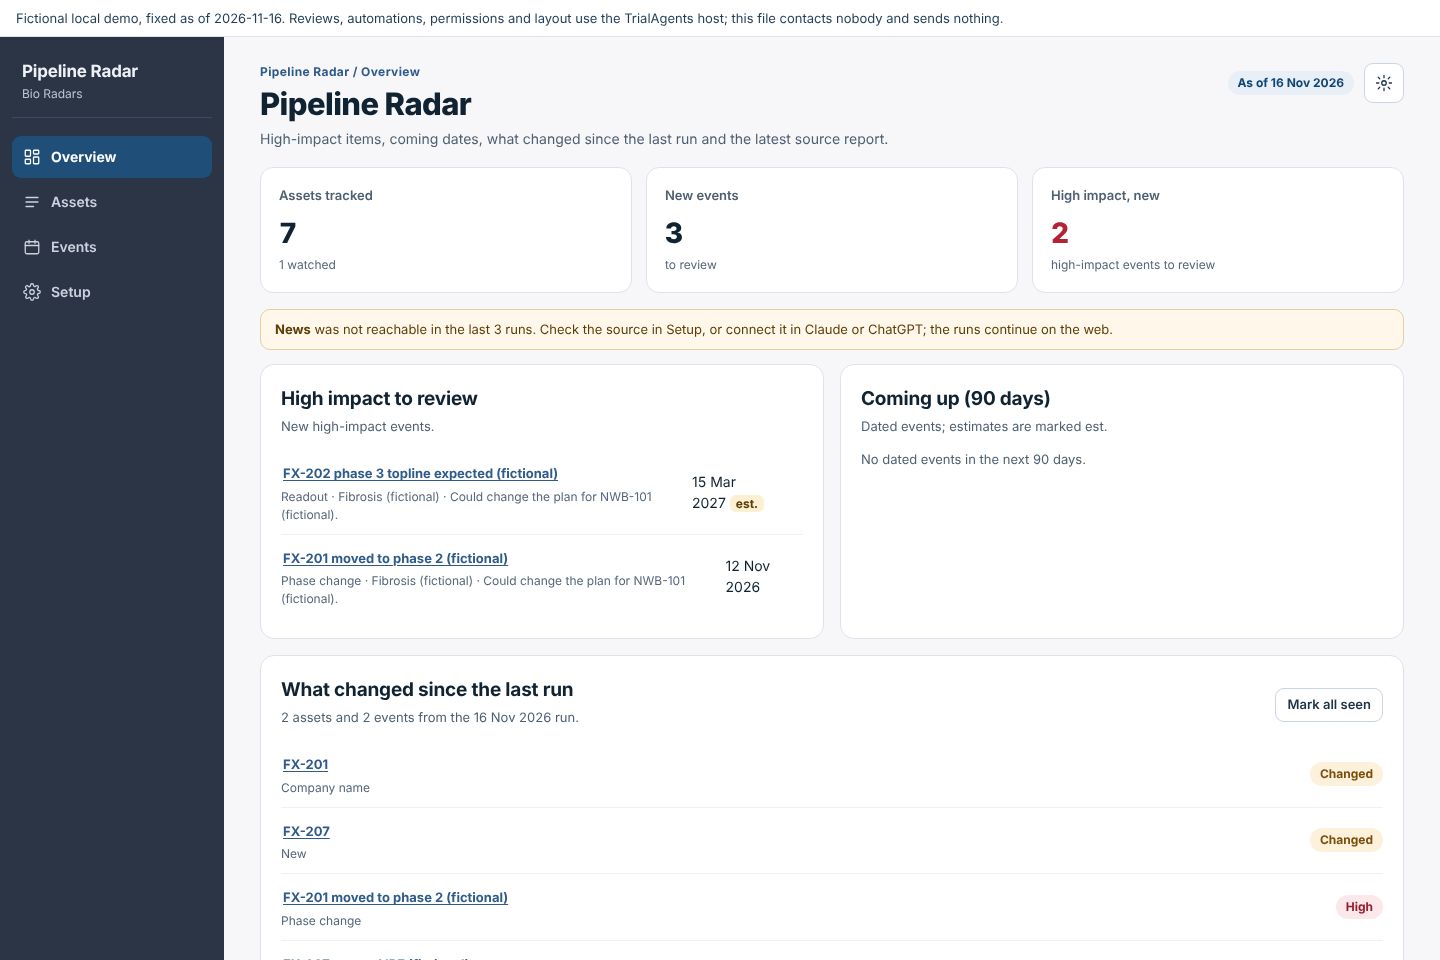 Fictional local demo, fixed as of 2026-11-16. Reviews, automations, permissions and layout use the TrialAgents host; this file contacts nobody and sends nothing.
Pipeline Radar
Bio Radars
Overview
Assets
Events
Setup
Pipeline Radar / Overview
Pipeline Radar
High-impact items, coming dates, what changed since the last run and the latest source report.
As of 16 Nov 2026
Assets tracked
7
1 watched
New events
3
to review
High impact, new
2
high-impact events to review
News was not reachable in the last 3 runs. Check the source in Setup, or connect it in Claude or ChatGPT; the runs continue on the web.
High impact to review
New high-impact events.
FX-202 phase 3 topline expected (fictional)
Readout · Fibrosis (fictional) · Could change the plan for NWB-101
(fictional).
15 Mar
2027 est.
FX-201 moved to phase 2 (fictional)
Phase change · Fibrosis (fictional) · Could change the plan for NWB-101
(fictional).
12 Nov
2026
Coming up (90 days)
Dated events; estimates are marked est.
No dated events in the next 90 days.
What changed since the last run
2 assets and 2 events from the 16 Nov 2026 run.
Mark all seen
FX-201
Company name
Changed
FX-207
New
Changed
FX-201 moved to phase 2 (fictional)
Phase change
High